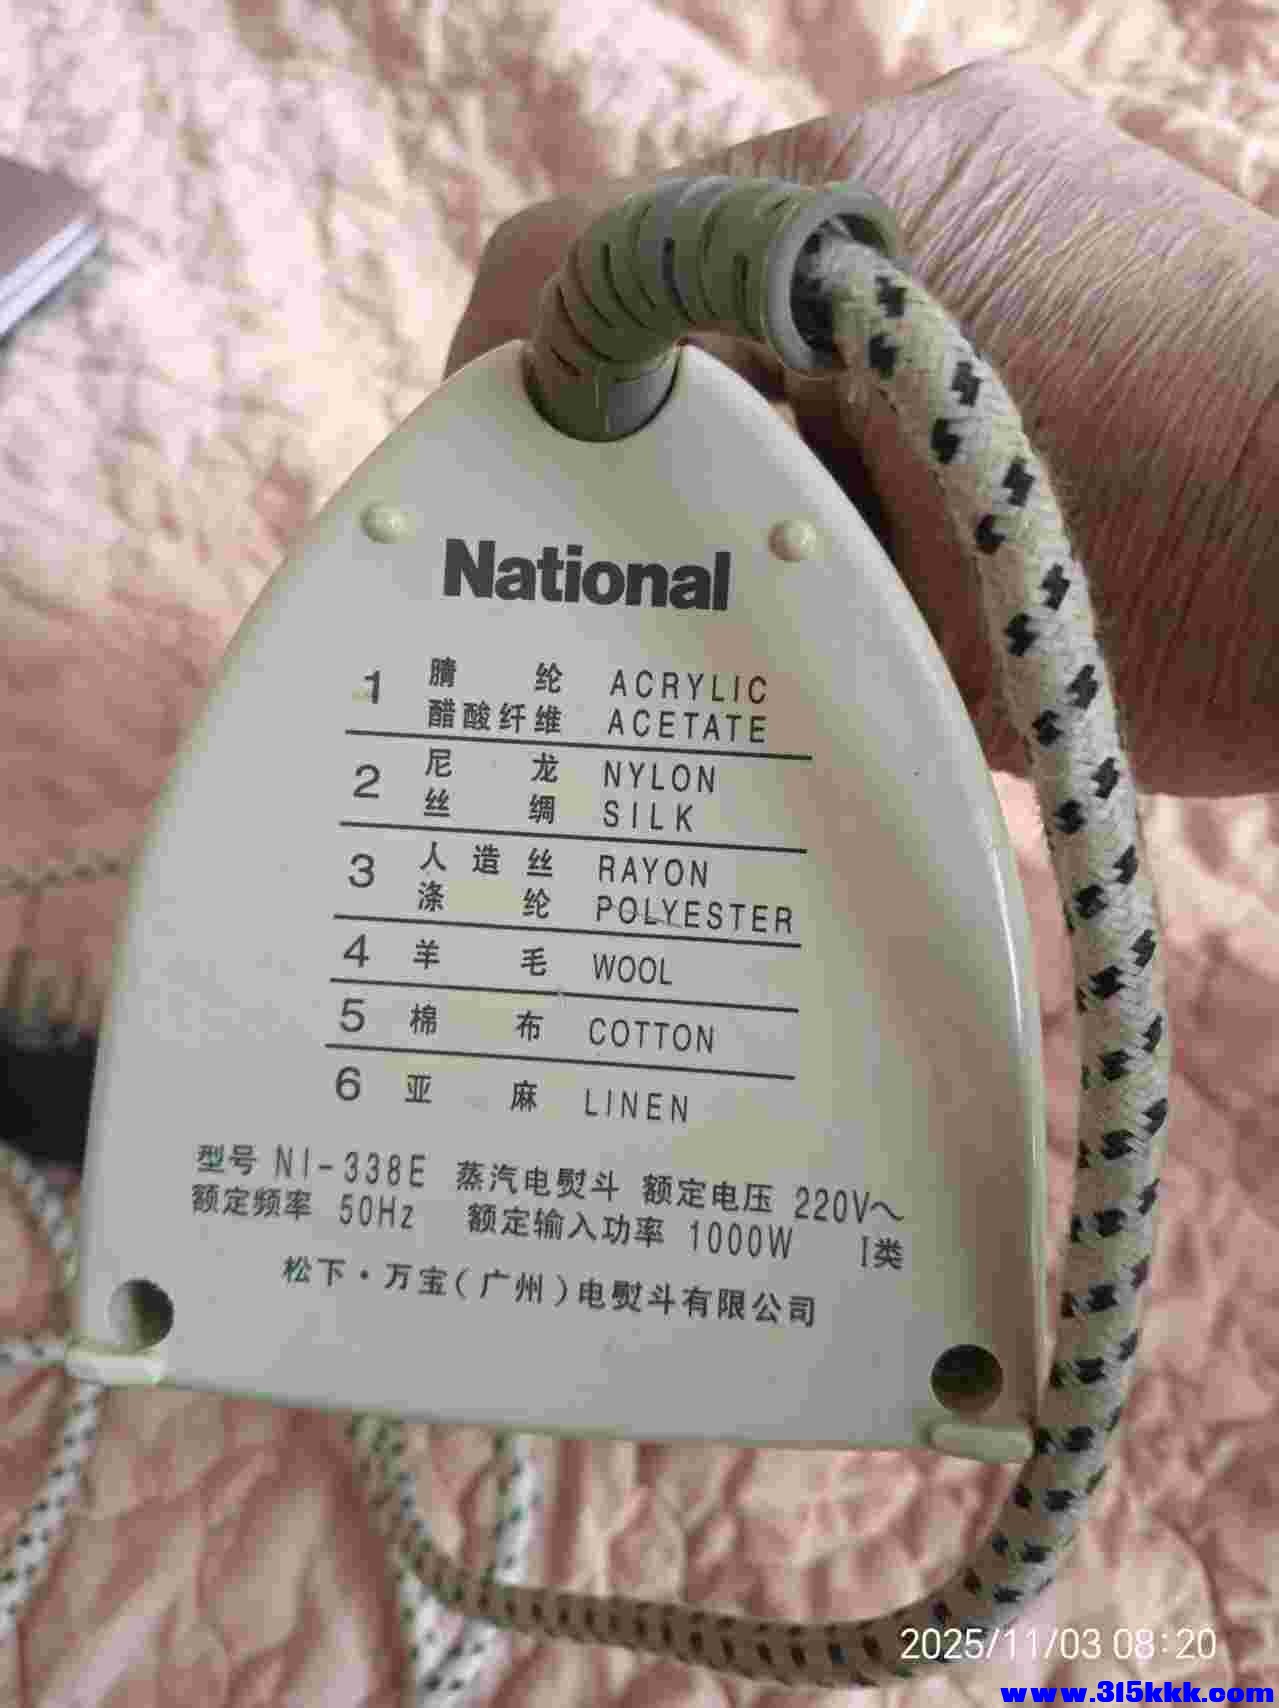 National
1 腈纶 ACRYLIC
醋酸纤维 ACETATE
2 尼龙 NYLON
丝绸 SILK
3 人造丝 RAYON
涤纶 POLYESTER
4 羊毛 WOOL
5 棉布 COTTON
6 亚麻 LINEN
型号 NI-338E 蒸汽电熨斗 额定电压 220V～
额定频率 50Hz 额定输入功率 1000W I类
松下·万宝(广州)电熨斗有限公司
2025/11/03 08:20
www.315kkk.com